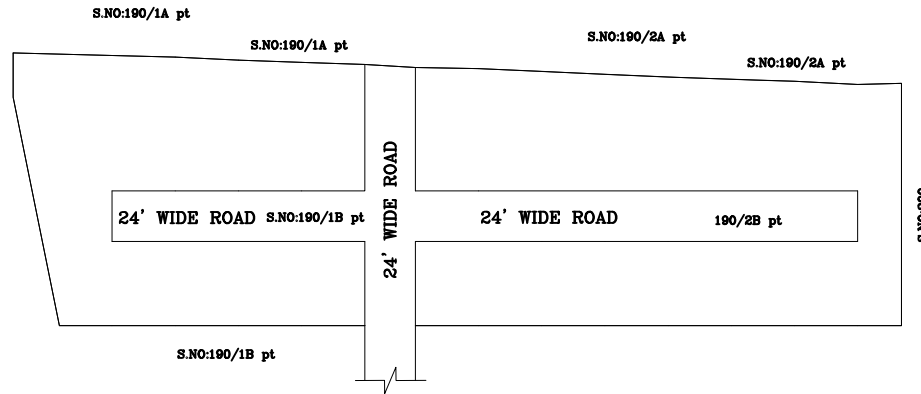 S.NO:190/1A pt
S.NO:190/1A pt
S.NO:190/2A pt
S.NO:190/2A pt
24' WIDE ROAD
S.NO:190/1B pt
24' WIDE ROAD
24' WIDE ROAD
190/2B pt
S.NO:190/1B pt